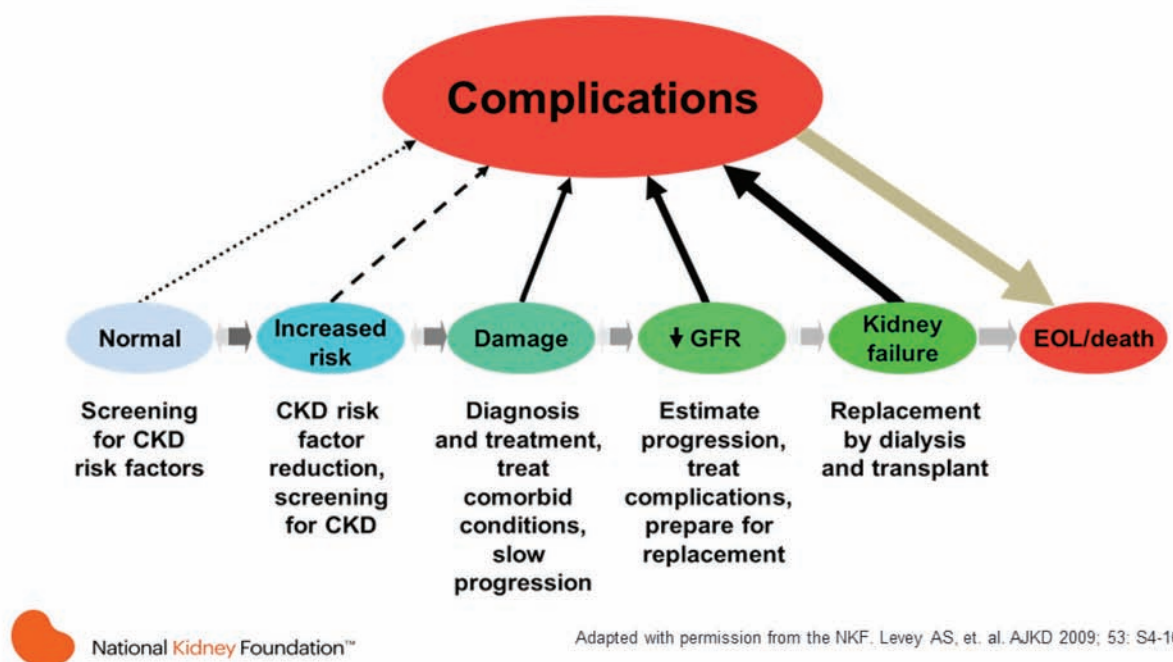 Complications
Normal
Increased
risk
Damage
↓ GFR
Kidney
failure
EOL/death
Screening
for CKD
risk factors
CKD risk
factor
reduction,
screening
for CKD
Diagnosis
and treatment,
treat
comorbid
conditions,
slow
progression
Estimate
progression,
treat
complications,
prepare for
replacement
Replacement
by dialysis
and transplant
National Kidney Foundation™
Adapted with permission from the NKF. Levey AS, et. al. AJKD 2009; 53: S4-16